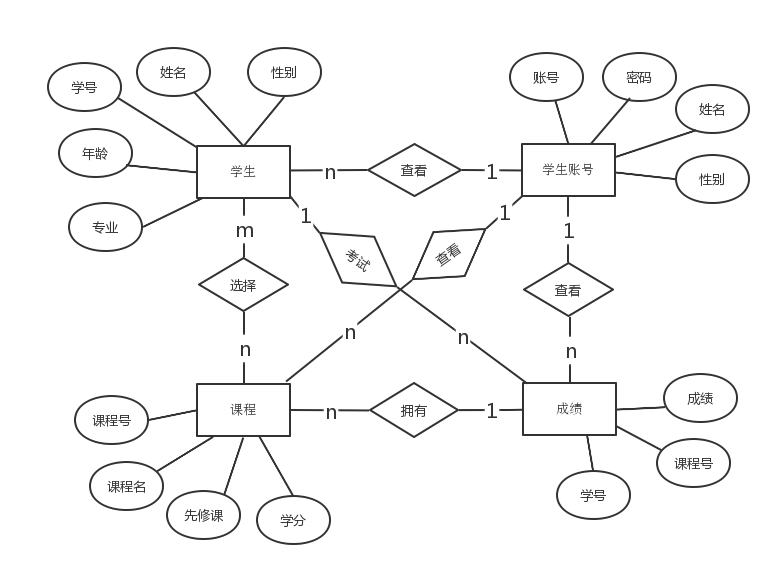 姓名
性别
学号
账号
密码
姓名
年龄
学生
n
查看
1
学生账号
性别
专业
m
1
考试
查看
1
1
选择
查看
n
n
n
n
课程号
课程
n
拥有
1
成绩
成绩
课程号
课程名
先修课
学分
学号